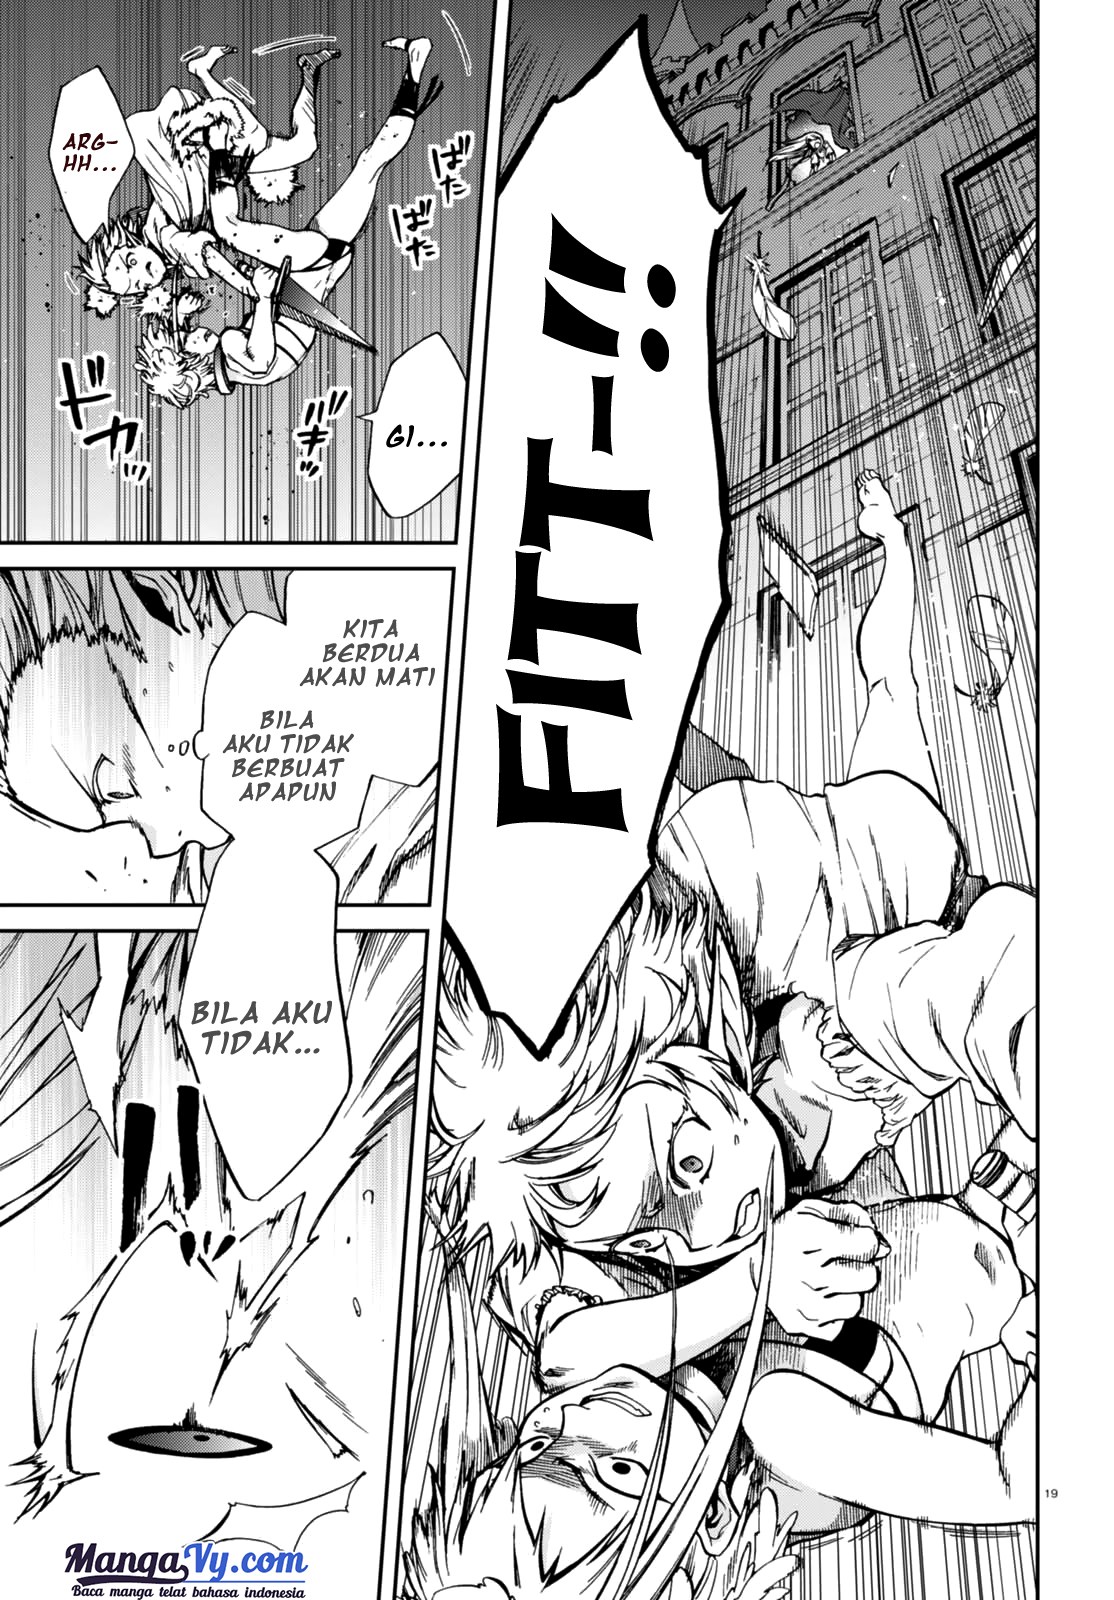 FITT-!!
ARG-
HH...
ばた
ばた
GI...
ドカッ
バキッ
KITA
BERDUA
AKAN MATI
BILA
AKU TIDAK
BERBUAT
APAPUN
BILA AKU
TIDAK...
19
MangaVy.com
Baca manga telat bahasa indonesia